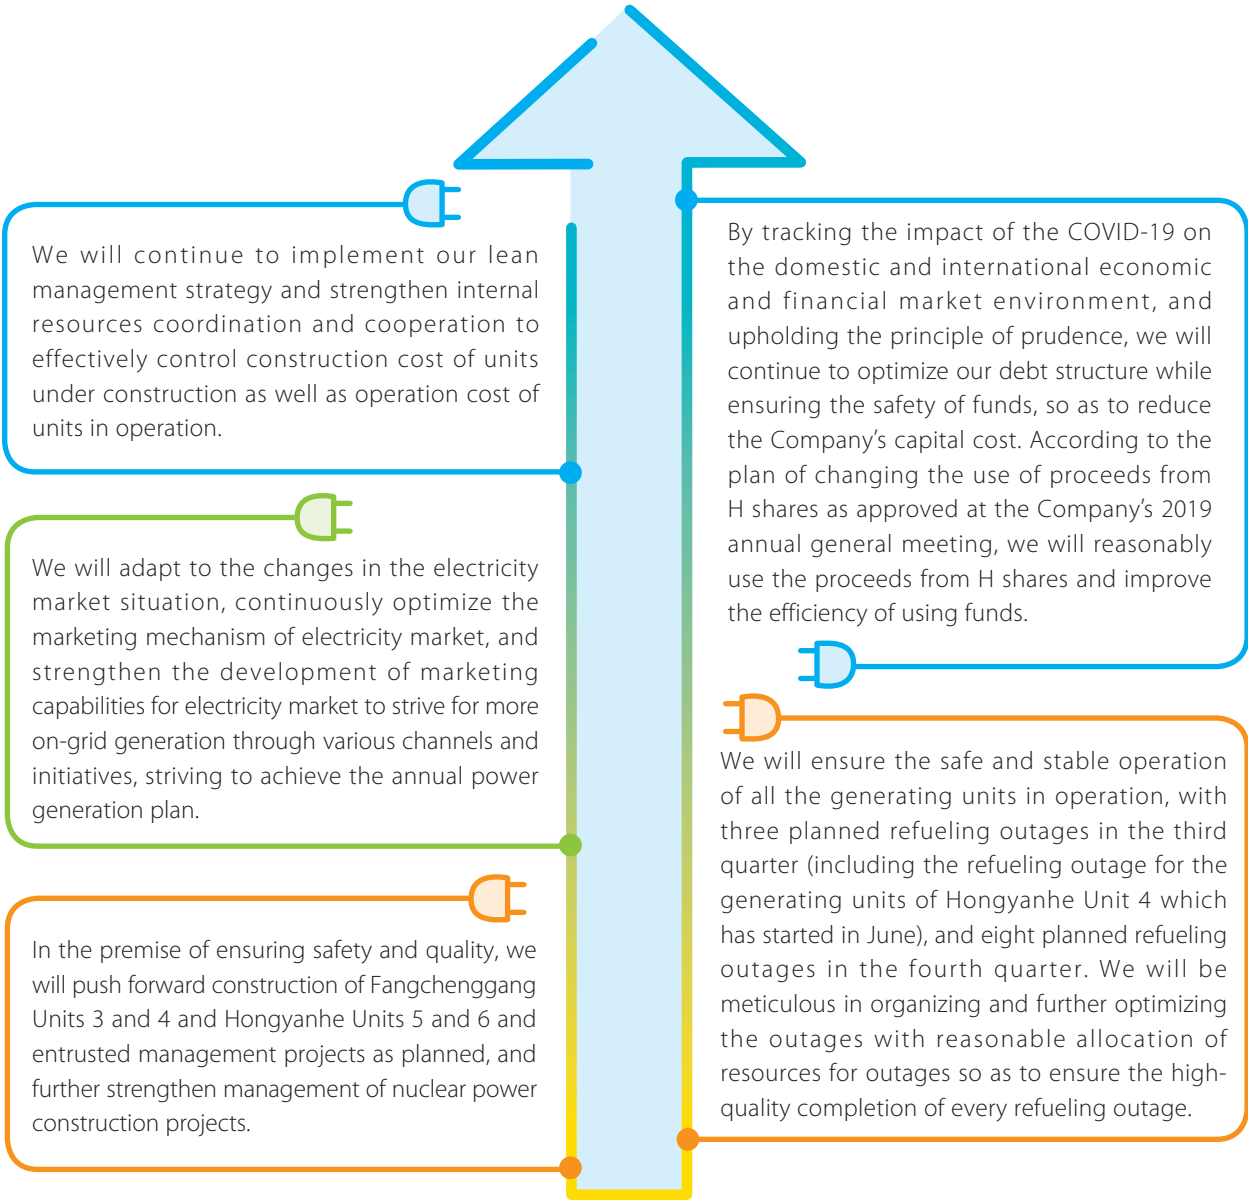 We will continue to implement our lean
management strategy and strengthen internal
resources coordination and cooperation to
effectively control construction cost of units
under construction as well as operation cost of
units in operation.
We will adapt to the changes in the electricity
market situation, continuously optimize the
marketing mechanism of electricity market, and
strengthen the development of marketing
capabilities for electricity market to strive for more
on-grid generation through various channels and
initiatives, striving to achieve the annual power
generation plan.
In the premise of ensuring safety and quality, we
will push forward construction of Fangchenggang
Units 3 and 4 and Hongyanhe Units 5 and 6 and
entrusted management projects as planned, and
further strengthen management of nuclear power
construction projects.
By tracking the impact of the COVID-19 on
the domestic and international economic
and financial market environment, and
upholding the principle of prudence, we will
continue to optimize our debt structure while
ensuring the safety of funds, so as to reduce
the Company’s capital cost. According to the
plan of changing the use of proceeds from
H shares as approved at the Company’s 2019
annual general meeting, we will reasonably
use the proceeds from H shares and improve
the efficiency of using funds.
We will ensure the safe and stable operation
of all the generating units in operation, with
three planned refueling outages in the third
quarter (including the refueling outage for the
generating units of Hongyanhe Unit 4 which
has started in June), and eight planned refueling
outages in the fourth quarter. We will be
meticulous in organizing and further optimizing
the outages with reasonable allocation of
resources for outages so as to ensure the high-
quality completion of every refueling outage.